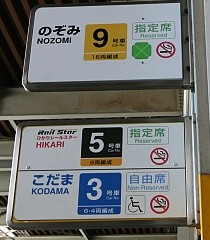 のぞみ
NOZOMI
9 号車
Car No.
16両編成
指定席
Reserved
Rail Star
ひかりレールスター
HIKARI
5 号車
Car No.
8両編成
指定席
Reserved
こだま
KODAMA
3 号車
Car No.
6・4両編成
自由席
Non-Reserved